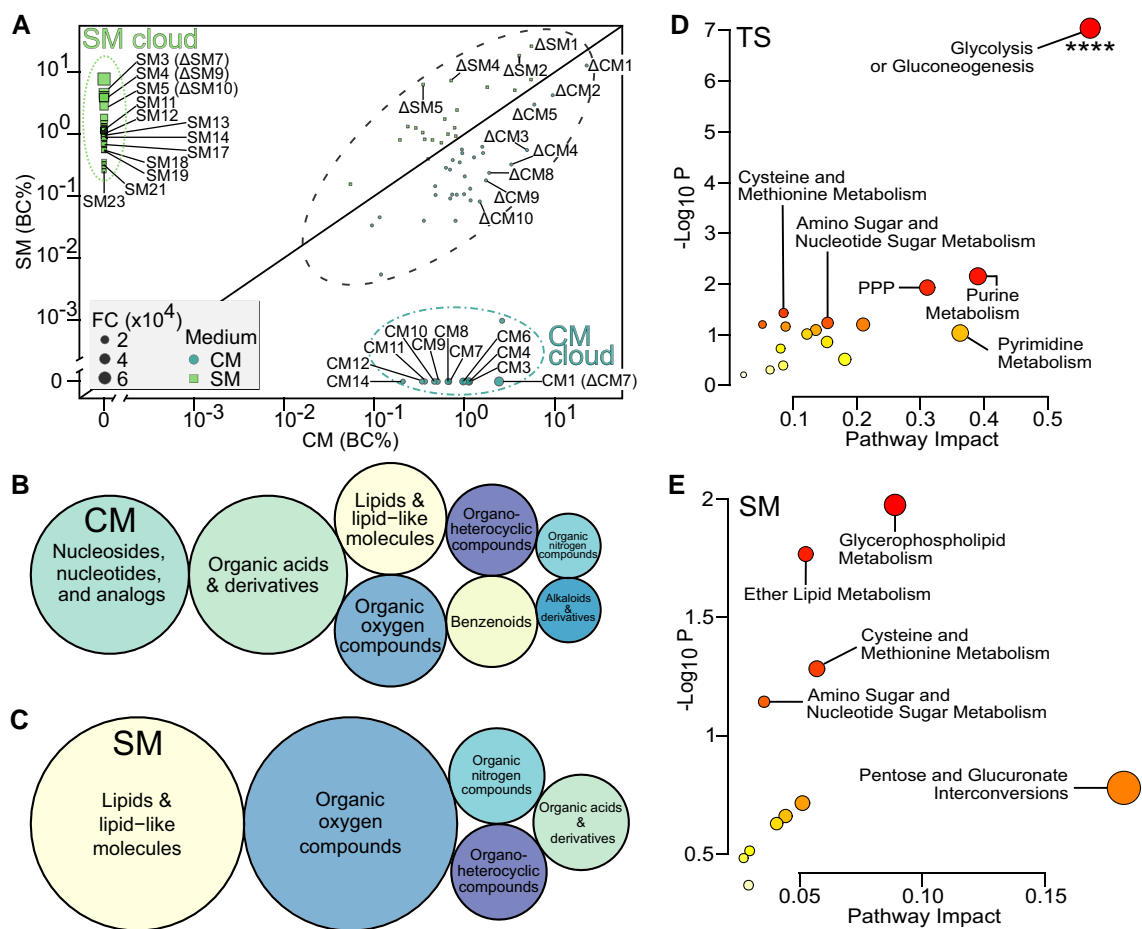 A
SM cloud
SM3 (ΔSM7)
SM4 (ΔSM9)
SM5 (ΔSM10)
SM11
SM12
SM13
SM14
SM17
SM18
SM19
SM21
SM23
ΔSM1
ΔSM4
ΔSM2
ΔCM1
ΔCM2
ΔSM5
ΔCM5
ΔCM3
ΔCM4
ΔCM8
ΔCM9
ΔCM10
10^1
10^0
10^-1
10^-2
10^-3
0
SM (BC%)
FC (x10^4)
2
4
6
Medium
CM
SM
CM10
CM8
CM6
CM11
CM9
CM7
CM4
CM12
CM3
CM14
CM1 (ΔCM7)
CM
cloud
0
10^-3
10^-2
10^-1
10^0
10^1
CM (BC%)
B
CM
Nucleosides,
nucleotides,
and analogs
Organic acids
& derivatives
Lipids &
lipid−like
molecules
Organic
oxygen
compounds
Organo-
heterocyclic
compounds
Benzenoids
Organic
nitrogen
compounds
Alkaloids
&
derivatives
C
SM
Lipids &
lipid−like
molecules
Organic
oxygen
compounds
Organic
nitrogen
compounds
Organo-
heterocyclic
compounds
Organic acids
&
derivatives
D
TS
7
6
5
4
3
2
1
0
-Log10 P
Glycolysis
or Gluconeogenesis
****
Cysteine and
Methionine Metabolism
Amino Sugar and
Nucleotide Sugar Metabolism
PPP
Purine
Metabolism
Pyrimidine
Metabolism
0.1
0.2
0.3
0.4
0.5
Pathway Impact
E
SM
2
1.5
1
0.5
-Log10 P
Glycerophospholipid
Metabolism
Ether Lipid Metabolism
Cysteine and
Methionine Metabolism
Amino Sugar and
Nucleotide Sugar Metabolism
Pentose and Glucuronate
Interconversions
0.05
0.10
0.15
Pathway Impact